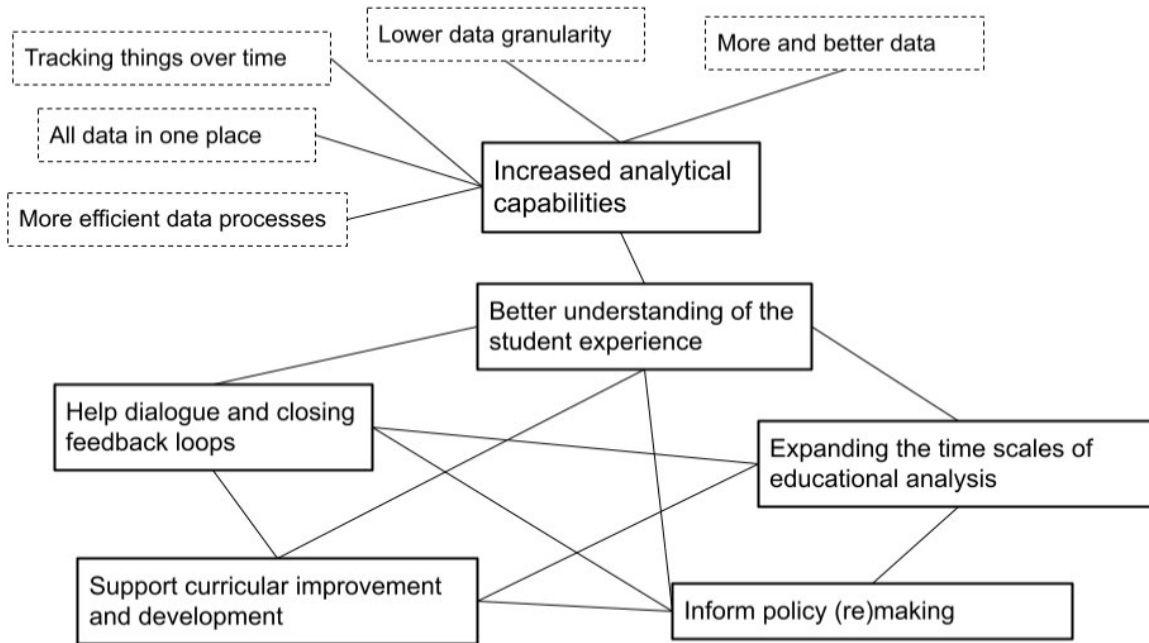 Lower data granularity
More and better data
Tracking things over time
All data in one place
Increased analytical
capabilities
More efficient data processes
Better understanding of the
student experience
Help dialogue and closing
feedback loops
Expanding the time scales of
educational analysis
Support curricular improvement
and development
Inform policy (re)making